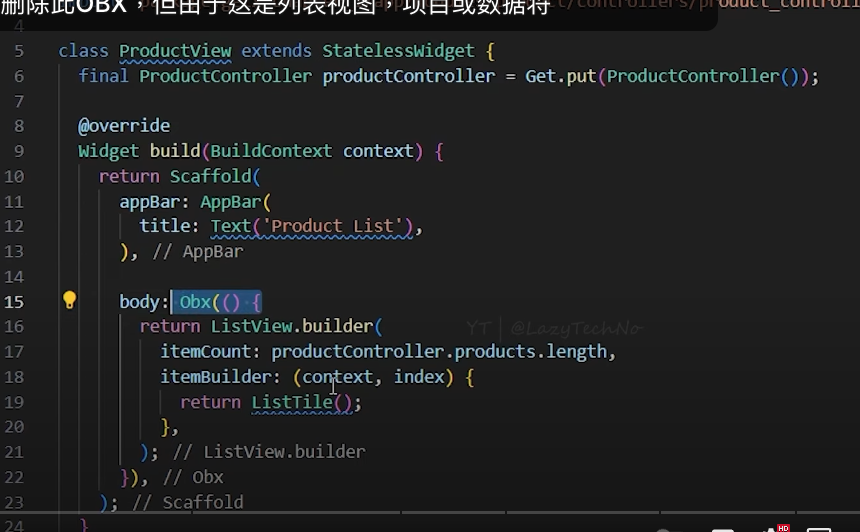 删除此OBX，但由于这是列表视图，项目或数据将
ct/controllers/product_controll
4
5 class ProductView extends StatelessWidget {
6 final ProductController productController = Get.put(ProductController());
7
8 @override
9 Widget build(BuildContext context) {
10 return Scaffold(
11 appBar: AppBar(
12 title: Text('Product List'),
13 ), // AppBar
14
15 body: Obx(() {
16 return ListView.builder(
YT | @LazyTechNo
17 itemCount: productController.products.length,
18 itemBuilder: (context, index) {
19 return ListTile();
20 },
21 ); // ListView.builder
22 }), // Obx
23 ); // Scaffold
24 }
HD